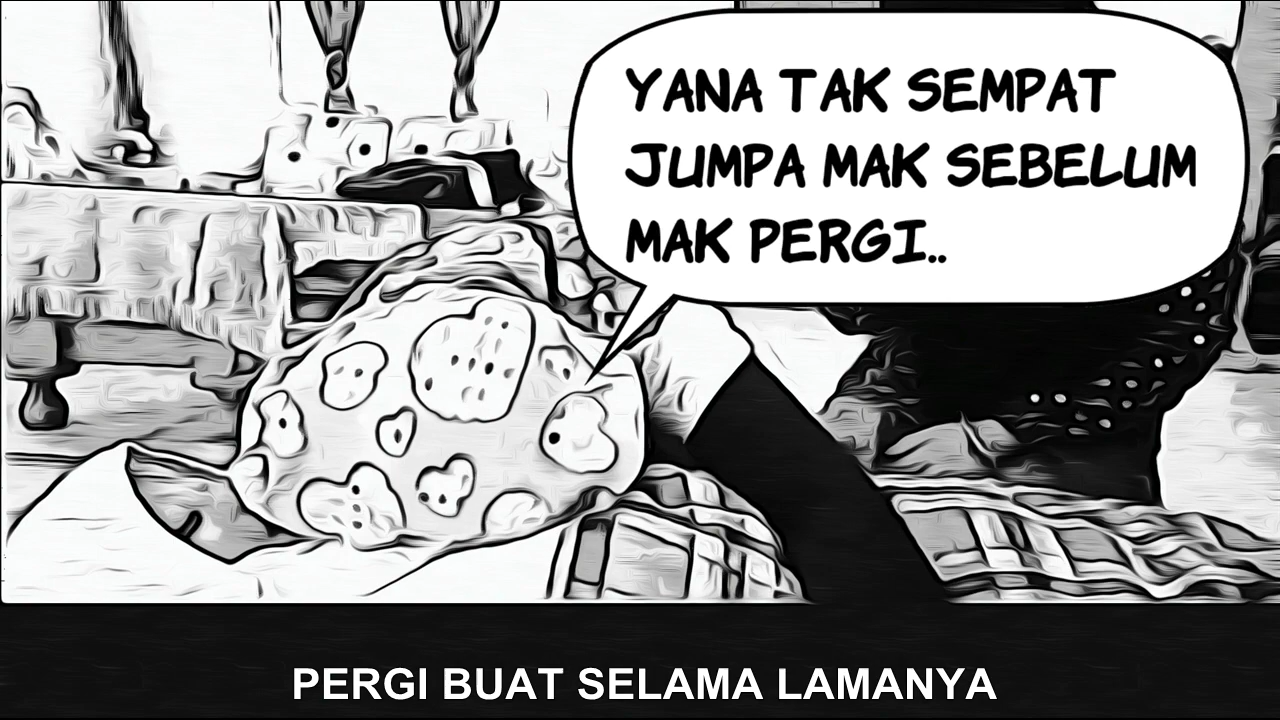 YANA TAK SEMPAT
JUMPA MAK SEBELUM
MAK PERGI..
PERGI BUAT SELAMA LAMANYA